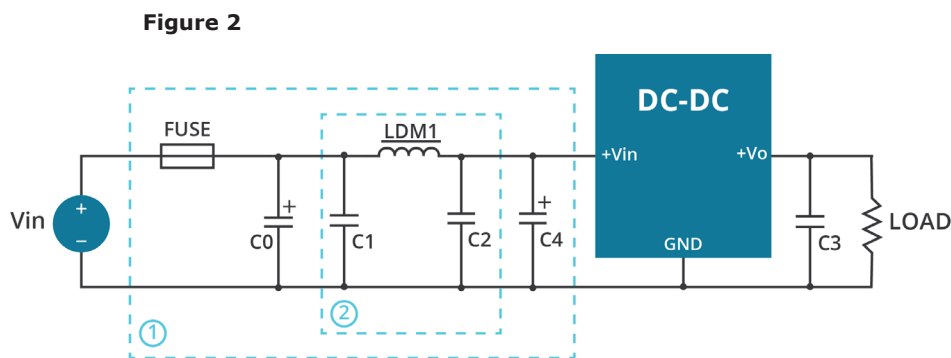 Figure 2
DC-DC
FUSE
LDM1
+Vin
+Vo
Vin
+
−
+
C0
C1
C2
+
C4
GND
C3
LOAD
1
2